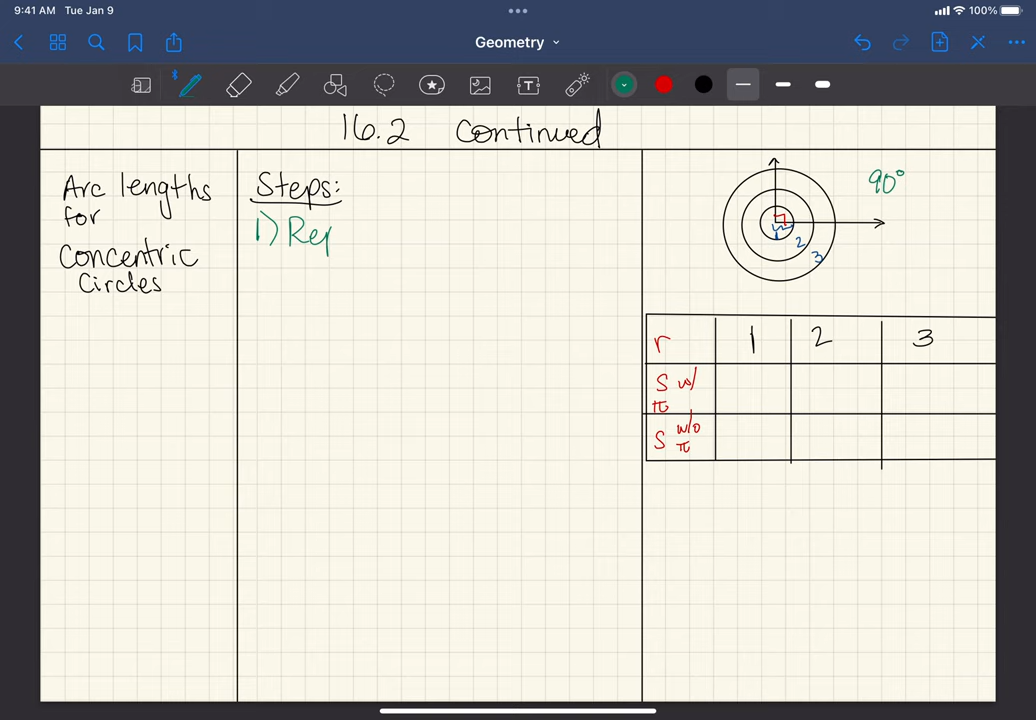 9:41 AM Tue Jan 9
100%
Geometry
T
16.2 Continued
Arc lengths
for
Concentric
Circles
Steps:
1) Rep
90°
1
2
3
r 1 2 3
S w/
π
S w/o
π